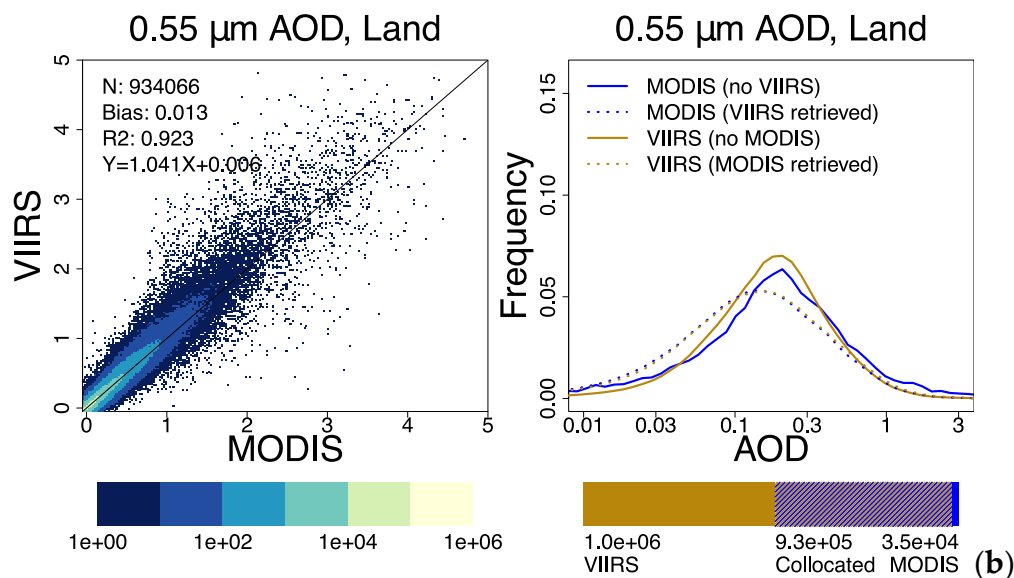 0.55 µm AOD, Land
5
4
3
2
1
0
VIIRS
N: 934066
Bias: 0.013
R2: 0.923
Y=1.041X+0.006
0 1 2 3 4 5
MODIS
1e+00 1e+02 1e+04 1e+06
0.55 µm AOD, Land
0.15
0.10
0.05
0.00
Frequency
MODIS (no VIIRS)
MODIS (VIIRS retrieved)
VIIRS (no MODIS)
VIIRS (MODIS retrieved)
0.01 0.03 0.1 0.3 1 3
AOD
1.0e+06 9.3e+05 3.5e+04
VIIRS Collocated MODIS
(b)